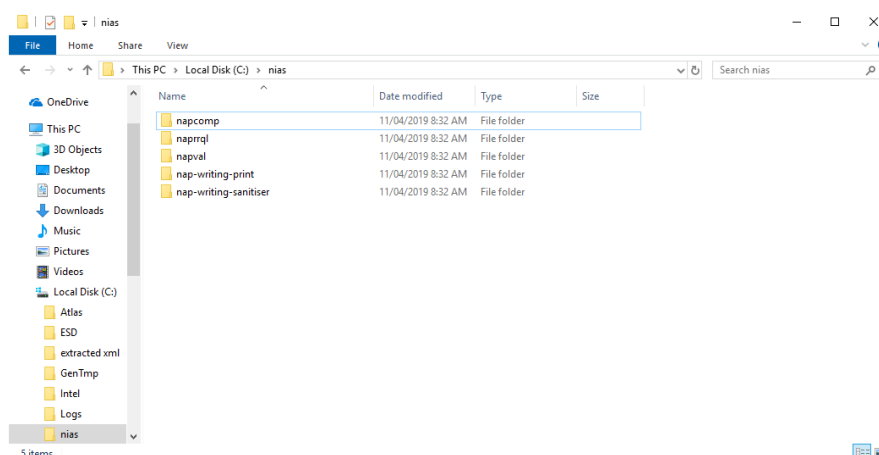 nias
File Home Share View
This PC > Local Disk (C:) > nias Search nias
Name Date modified Type Size
OneDrive
This PC
3D Objects
Desktop
Documents
Downloads
Music
Pictures
Videos
Local Disk (C:)
Atlas
ESD
extracted xml
GenTmp
Intel
Logs
nias
napcomp 11/04/2019 8:32 AM File folder
naprrql 11/04/2019 8:32 AM File folder
napval 11/04/2019 8:32 AM File folder
nap-writing-print 11/04/2019 8:32 AM File folder
nap-writing-sanitiser 11/04/2019 8:32 AM File folder
5 items